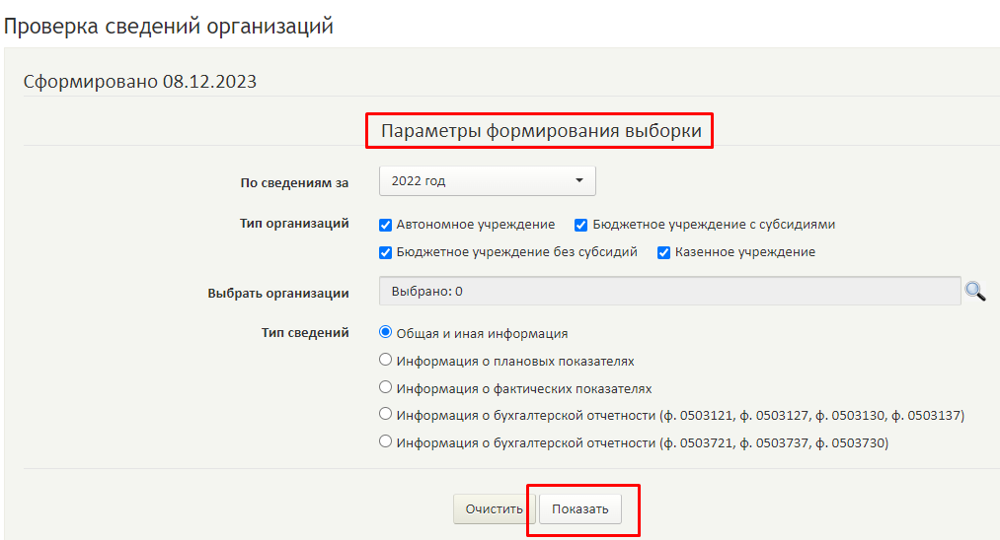 Проверка сведений организаций
Сформировано 08.12.2023
Параметры формирования выборки
По сведениям за 2022 год
Тип организаций Автономное учреждение Бюджетное учреждение с субсидиями
Бюджетное учреждение без субсидий Казенное учреждение
Выбрать организации Выбрано: 0
Тип сведений Общая и иная информация
Информация о плановых показателях
Информация о фактических показателях
Информация о бухгалтерской отчетности (ф. 0503121, ф. 0503127, ф. 0503130, ф. 0503137)
Информация о бухгалтерской отчетности (ф. 0503721, ф. 0503737, ф. 0503730)
Очистить Показать